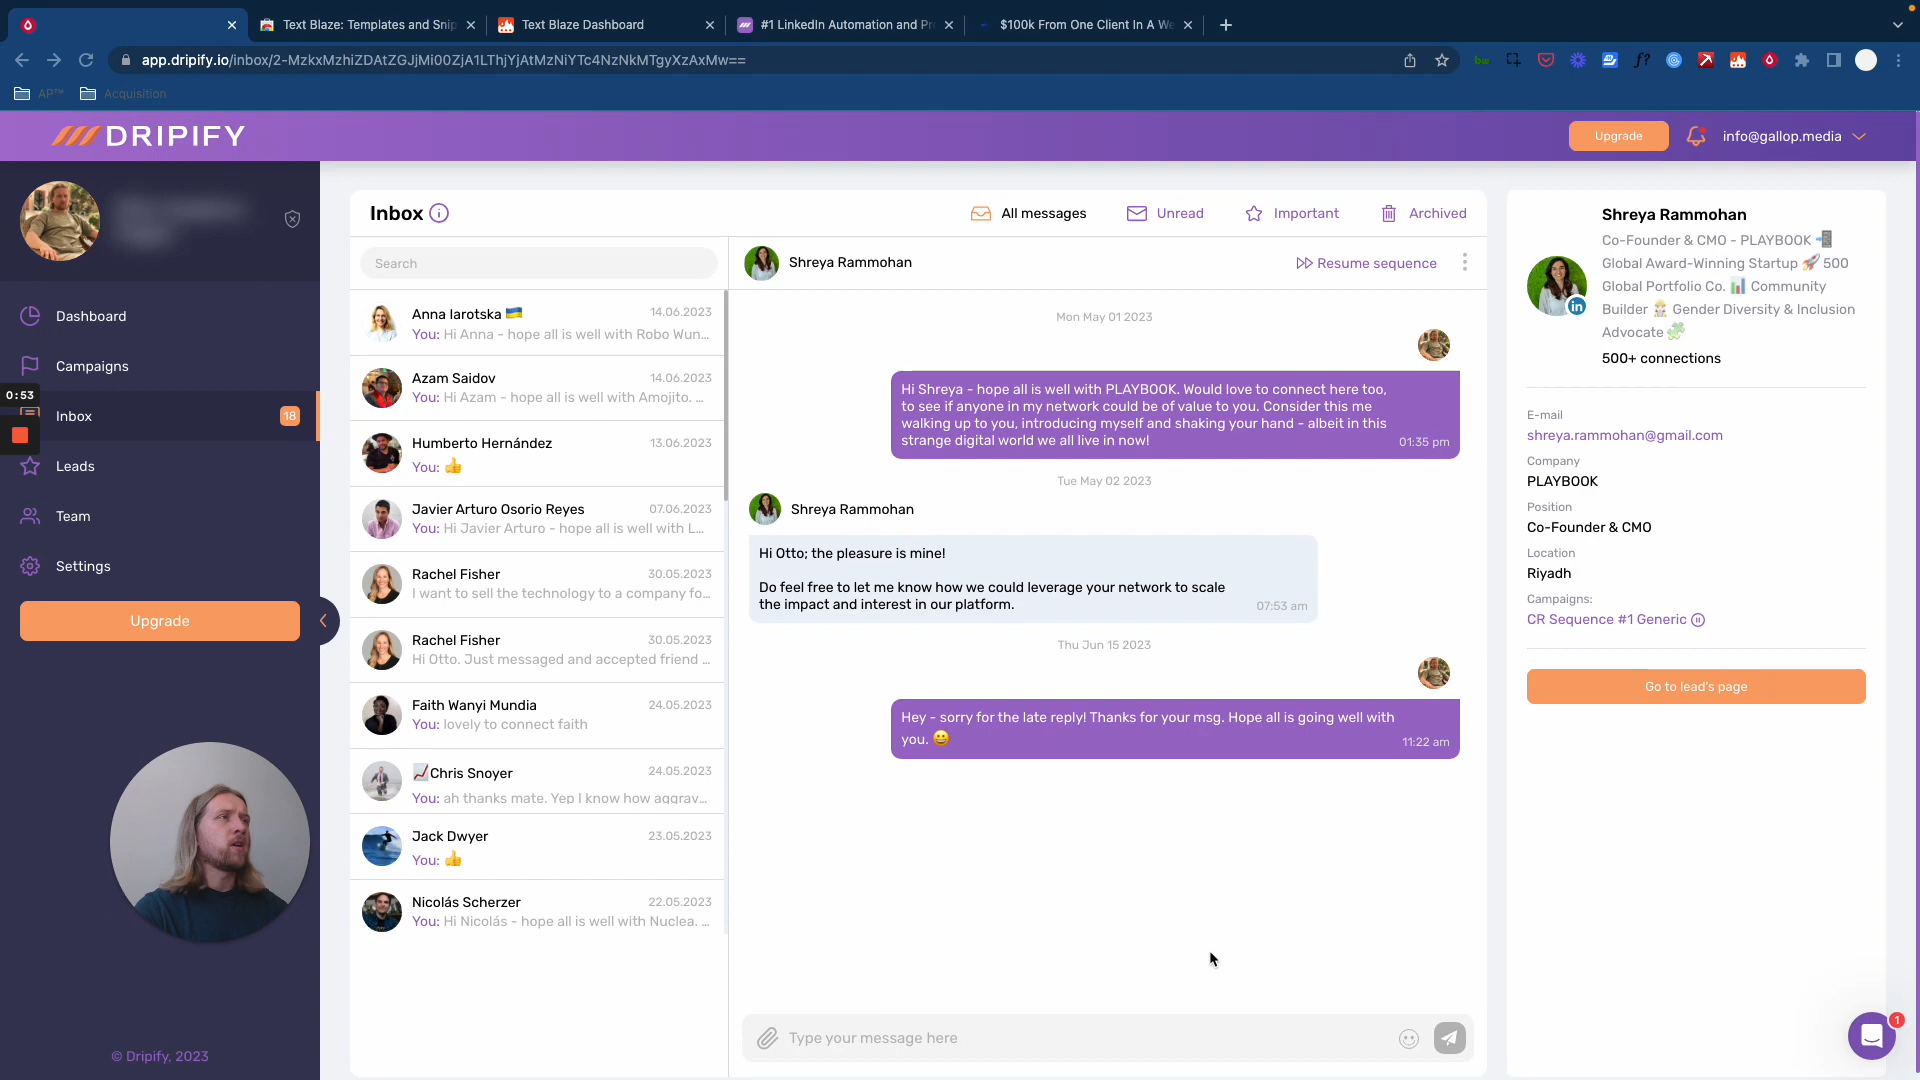 Text Blaze: Templates and Snip
Text Blaze Dashboard
#1 LinkedIn Automation and Pr
$100k From One Client In A We
app.dripify.io/inbox/2-MzkxMzhiZDAtZGJjMi00ZjA1LThjYjAtMzNiYTc4NzNkMTgyXzAxMw==
AP™
Acquisition
DRIPIFY
Upgrade
info@gallop.media
Dashboard
Campaigns
0:53
Inbox
18
Leads
Team
Settings
Upgrade
© Dripify, 2023
Inbox
All messages
Unread
Important
Archived
Search
Anna Iarotska 🇺🇦
14.06.2023
You: Hi Anna - hope all is well with Robo Wun...
Azam Saidov
14.06.2023
You: Hi Azam - hope all is well with Amojito. ...
Humberto Hernández
13.06.2023
You: 👍
Javier Arturo Osorio Reyes
07.06.2023
You: Hi Javier Arturo - hope all is well with L...
Rachel Fisher
30.05.2023
I want to sell the technology to a company fo...
Rachel Fisher
30.05.2023
Hi Otto. Just messaged and accepted friend ...
Faith Wanyi Mundia
24.05.2023
You: lovely to connect faith
📈Chris Snoyer
24.05.2023
You: ah thanks mate. Yep I know how aggrav...
Jack Dwyer
23.05.2023
You: 👍
Nicolás Scherzer
22.05.2023
You: Hi Nicolás - hope all is well with Nuclea. ...
Shreya Rammohan
Resume sequence
Mon May 01 2023
Hi Shreya - hope all is well with PLAYBOOK. Would love to connect here too,
to see if anyone in my network could be of value to you. Consider this me
walking up to you, introducing myself and shaking your hand - albeit in this
strange digital world we all live in now!
01:35 pm
Tue May 02 2023
Shreya Rammohan
Hi Otto; the pleasure is mine!
Do feel free to let me know how we could leverage your network to scale
the impact and interest in our platform.
07:53 am
Thu Jun 15 2023
Hey - sorry for the late reply! Thanks for your msg. Hope all is going well with
you. 😀
11:22 am
Type your message here
Shreya Rammohan
Co-Founder & CMO - PLAYBOOK 📲
Global Award-Winning Startup 🚀 500
Global Portfolio Co. 📊 Community
Builder 👷🏼‍♀️ Gender Diversity & Inclusion
Advocate 💸
500+ connections
E-mail
shreya.rammohan@gmail.com
Company
PLAYBOOK
Position
Co-Founder & CMO
Location
Riyadh
Campaigns:
CR Sequence #1 Generic
Go to lead's page
1